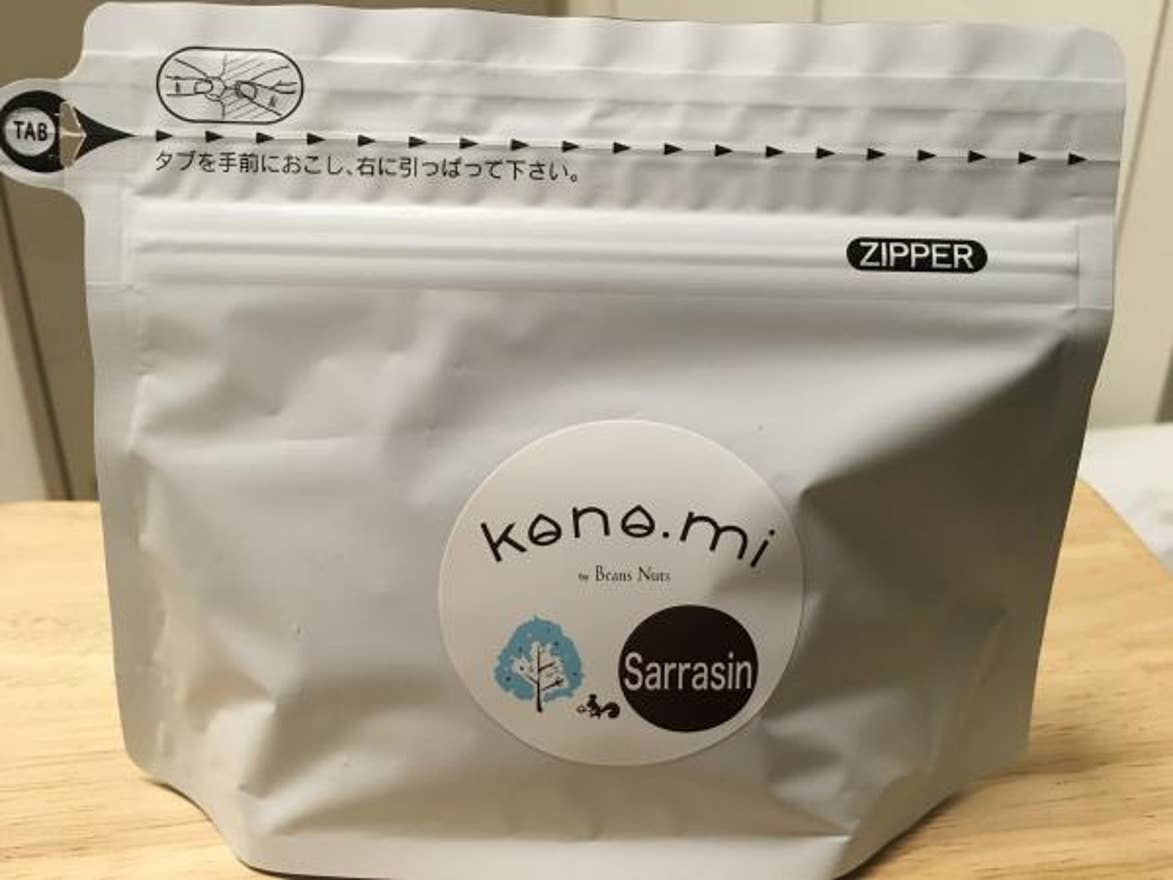 TAB
タブを手前におこし、右に引っぱって下さい。
ZIPPER
kono.mi
by Beans Nuts
Sarrasin